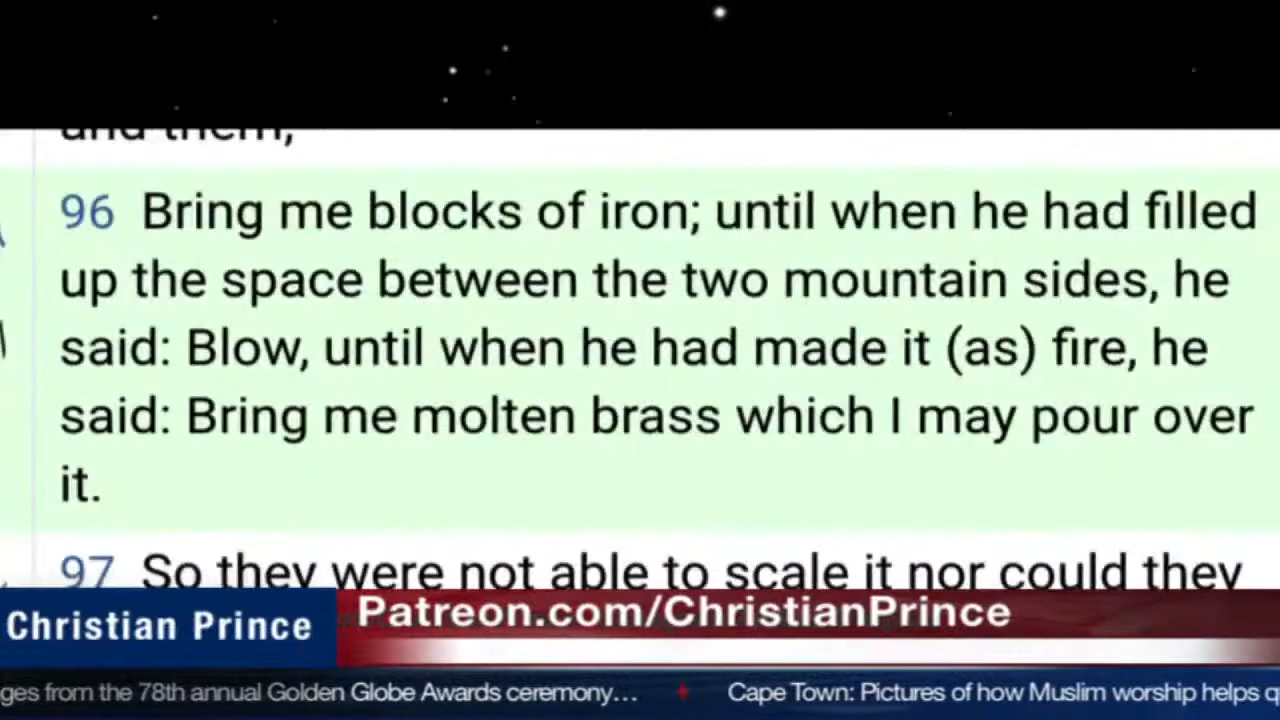 and them,
96 Bring me blocks of iron; until when he had filled
up the space between the two mountain sides, he
said: Blow, until when he had made it (as) fire, he
said: Bring me molten brass which I may pour over
it.
97 So they were not able to scale it nor could they
Christian Prince
Patreon.com/ChristianPrince
ges from the 78th annual Golden Globe Awards ceremony... Cape Town: Pictures of how Muslim worship helps q